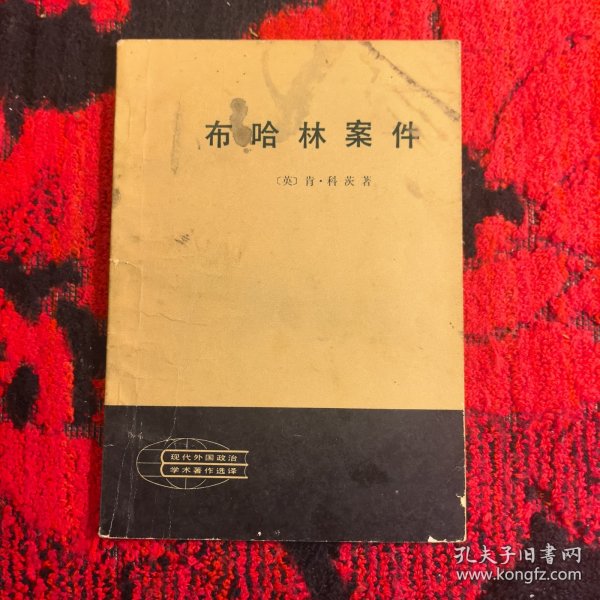 布哈林案件
〔英〕肯·科茨著
现代外国政治
学术著作选译
孔夫子旧书网
www.kongfz.com